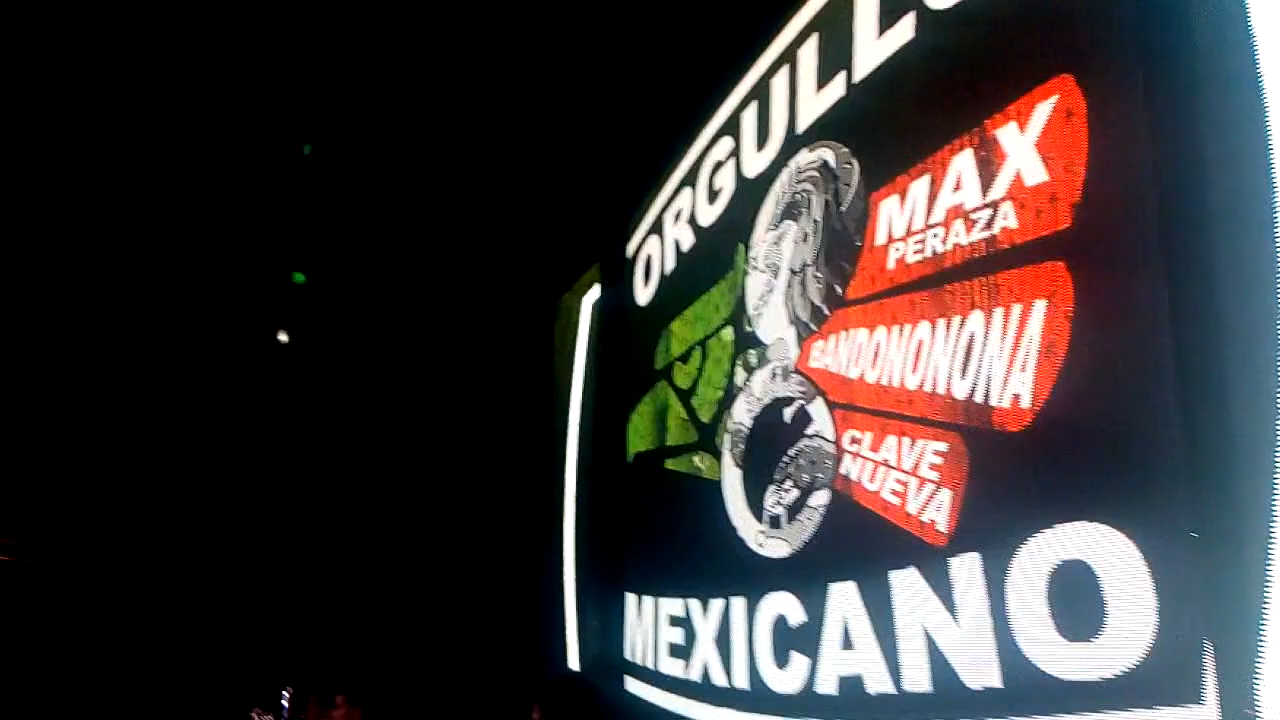 ORGULLO
MAX
PERAZA
BANDONONONA
CLAVE
NUEVA
MEXICANO